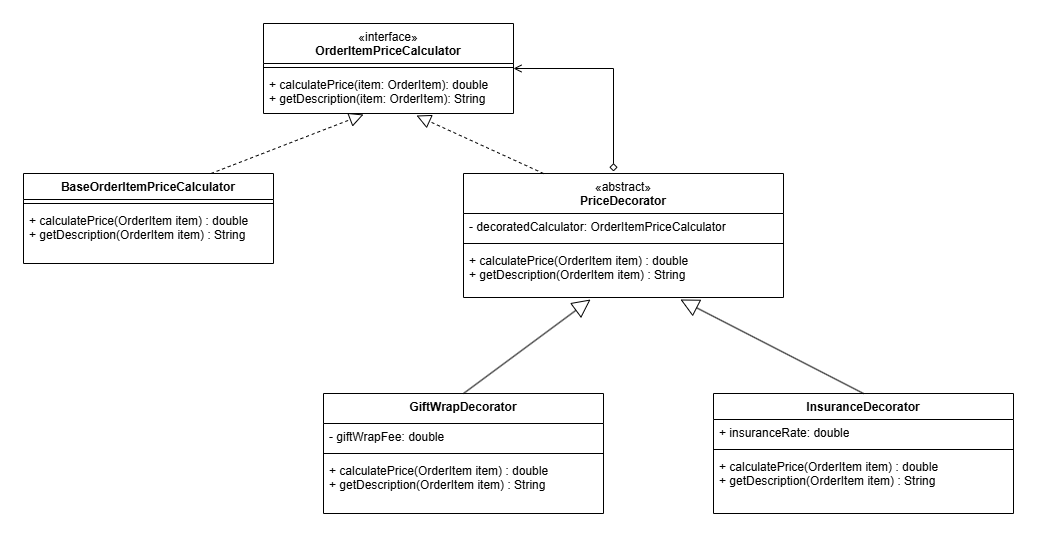 «interface»
OrderItemPriceCalculator
+ calculatePrice(item: OrderItem): double
+ getDescription(item: OrderItem): String
BaseOrderItemPriceCalculator
+ calculatePrice(OrderItem item) : double
+ getDescription(OrderItem item) : String
«abstract»
PriceDecorator
- decoratedCalculator: OrderItemPriceCalculator
+ calculatePrice(OrderItem item) : double
+ getDescription(OrderItem item) : String
GiftWrapDecorator
- giftWrapFee: double
+ calculatePrice(OrderItem item) : double
+ getDescription(OrderItem item) : String
InsuranceDecorator
+ insuranceRate: double
+ calculatePrice(OrderItem item) : double
+ getDescription(OrderItem item) : String